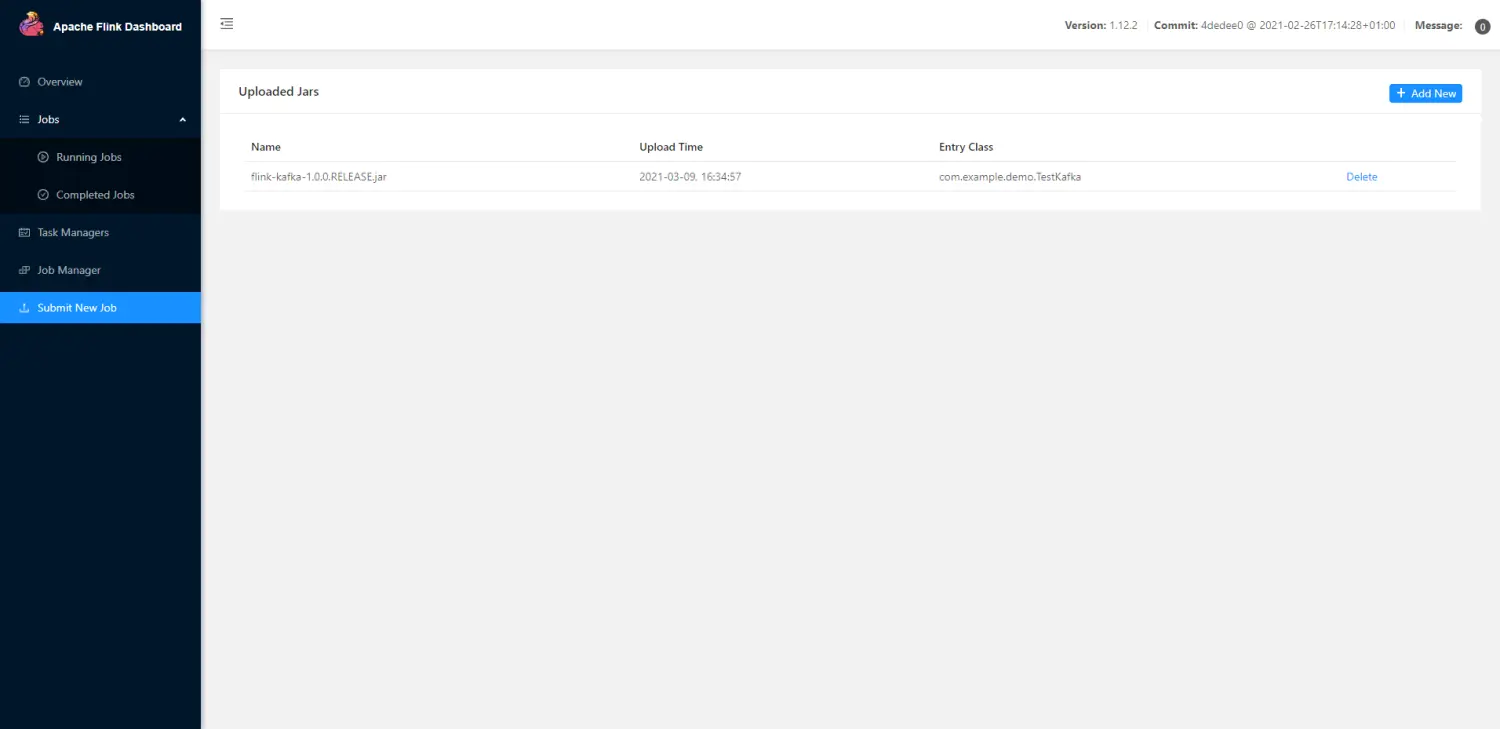 Apache Flink Dashboard
Version: 1.12.2 Commit: 4dedee0 @ 2021-02-26T17:14:28+01:00 Message: 0
Overview
Jobs
Running Jobs
Completed Jobs
Task Managers
Job Manager
Submit New Job
Uploaded Jars
+ Add New
Name Upload Time Entry Class
flink-kafka-1.0.0.RELEASE.jar 2021-03-09, 16:34:57 com.example.demo.TestKafka Delete